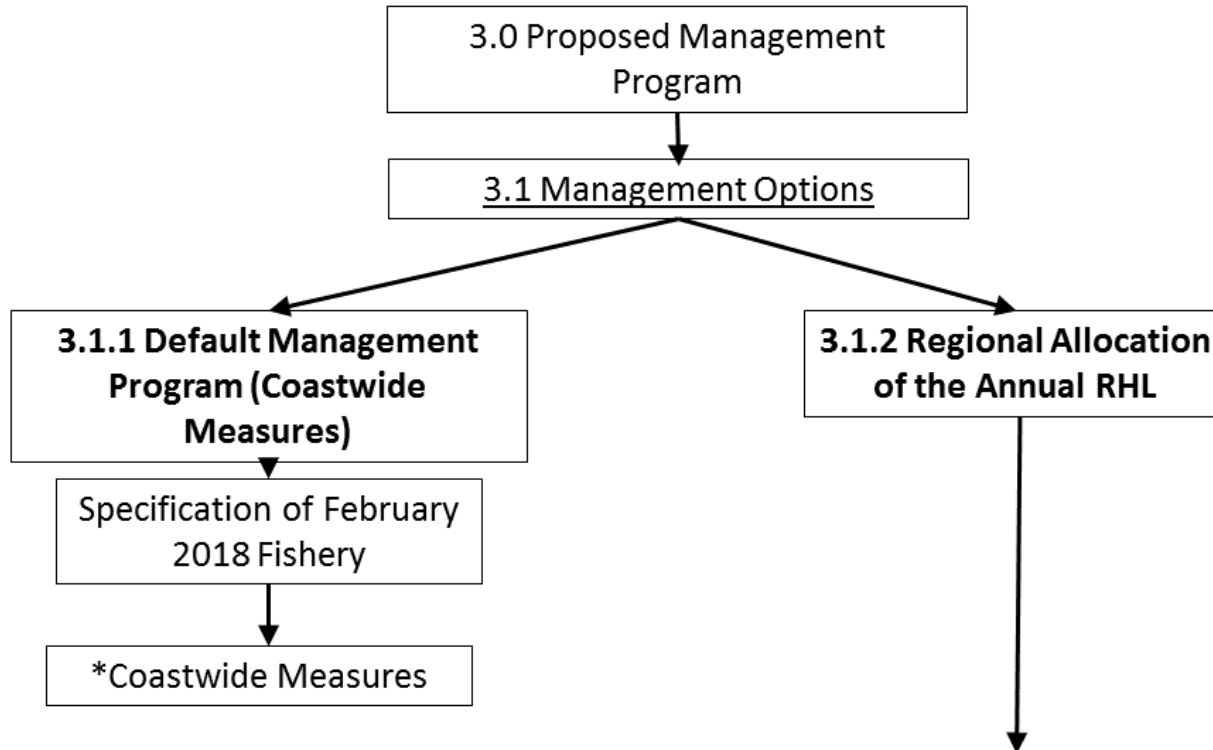 3.0 Proposed Management
Program
3.1 Management Options
3.1.1 Default Management
Program (Coastwide
Measures)
3.1.2 Regional Allocation
of the Annual RHL
Specification of February
2018 Fishery
*Coastwide Measures